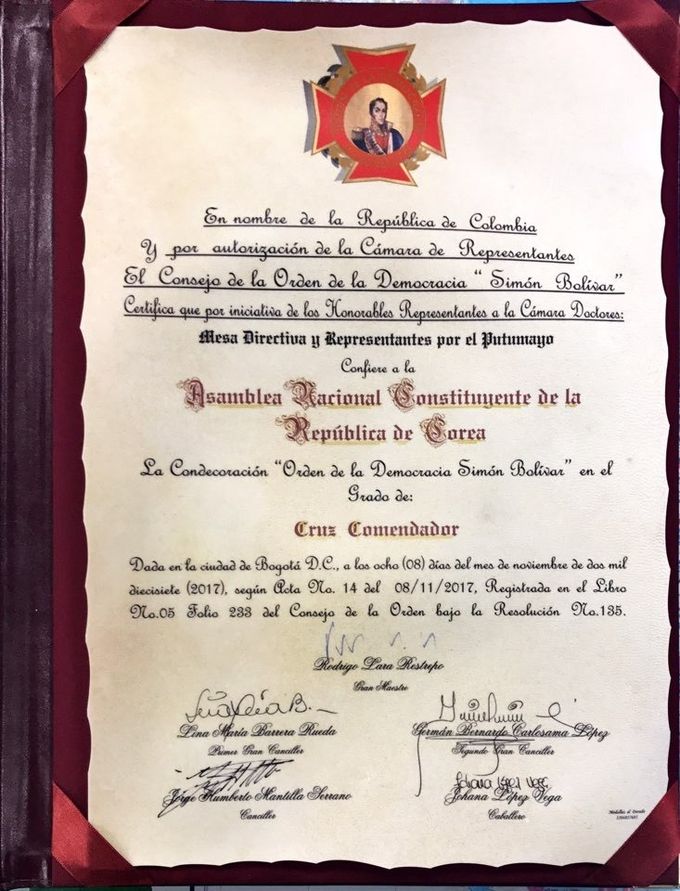 En nombre de la República de Colombia
Y por autorización de la Cámara de Representantes
El Consejo de la Orden de la Democracia “ Simón Bolívar”
Certifica que por iniciativa de los Honorables Representantes a la Cámara Doctores:
Mesa Directiva y Representantes por el Putumayo
Confiere a la
Asamblea Nacional Constituyente de la
República de Corea
La Condecoración “Orden de la Democracia Simón Bolívar” en el
Grado de:
Cruz Comendador
Dada en la ciudad de Bogotá D.C., a los ocho (08) días del mes de noviembre de dos mil
diecisiete (2017), según Acta No. 14 del 08/11/2017, Registrada en el Libro
No.05 Folio 233 del Consejo de la Orden bajo la Resolución No.135.
Rodrigo Lara Restrepo
Gran Maestre
Lina María Barrera Rueda
Primer Gran Canciller
Germán Bernardo Carlosama López
Segundo Gran Canciller
Jorge Humberto Mantilla Serrano
Canciller
Johana López Vega
Caballero